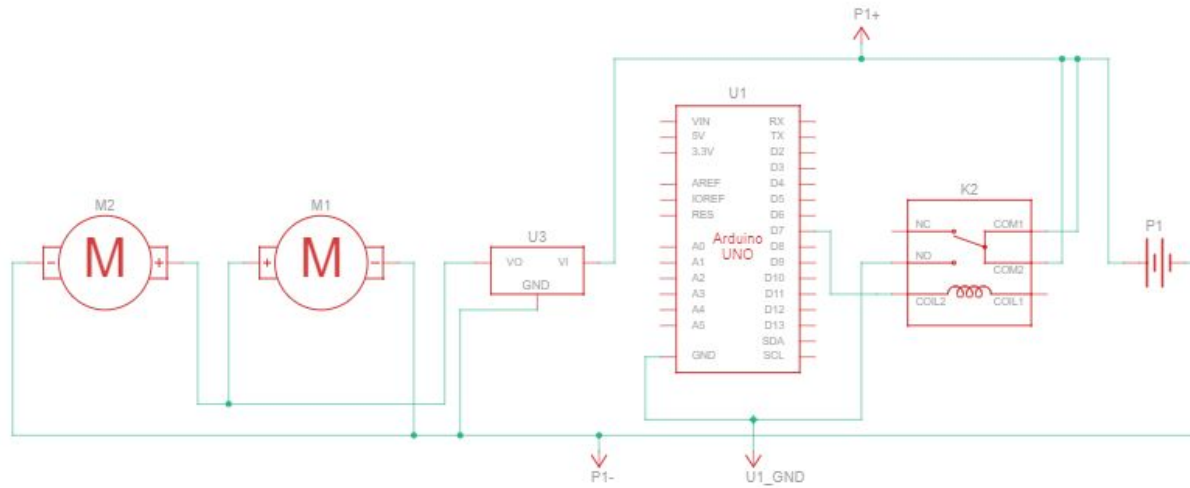 P1+
U1
VIN RX
5V TX
3.3V D2
D3
AREF D4
IOREF D5
RES D6
D7
A0 D8
A1 D9
A2 D10
A3 D11
A4 D12
A5 D13
SDA
GND SCL
Arduino
UNO
K2
NC COM1
NO COM2
COIL2 COIL1
P1
M2
- M +
M1
+ M -
U3
VO VI
GND
P1-
U1_GND